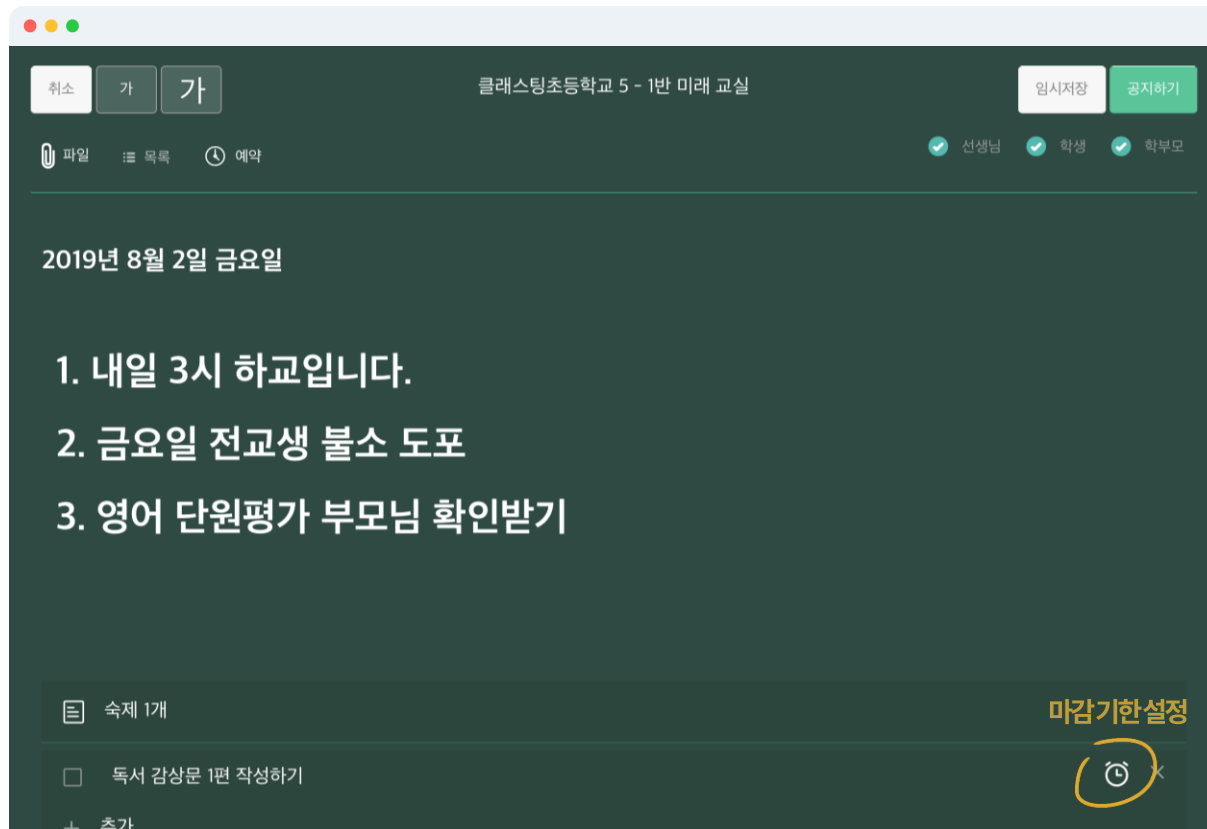 취소 가 가 클래스팅초등학교 5 - 1반 미래 교실 임시저장 공지하기
파일 목록 예약 선생님 학생 학부모
2019년 8월 2일 금요일
1. 내일 3시 하교입니다.
2. 금요일 전교생 불소 도포
3. 영어 단원평가 부모님 확인받기
숙제 1개 마감기한설정
독서 감상문 1편 작성하기
추가